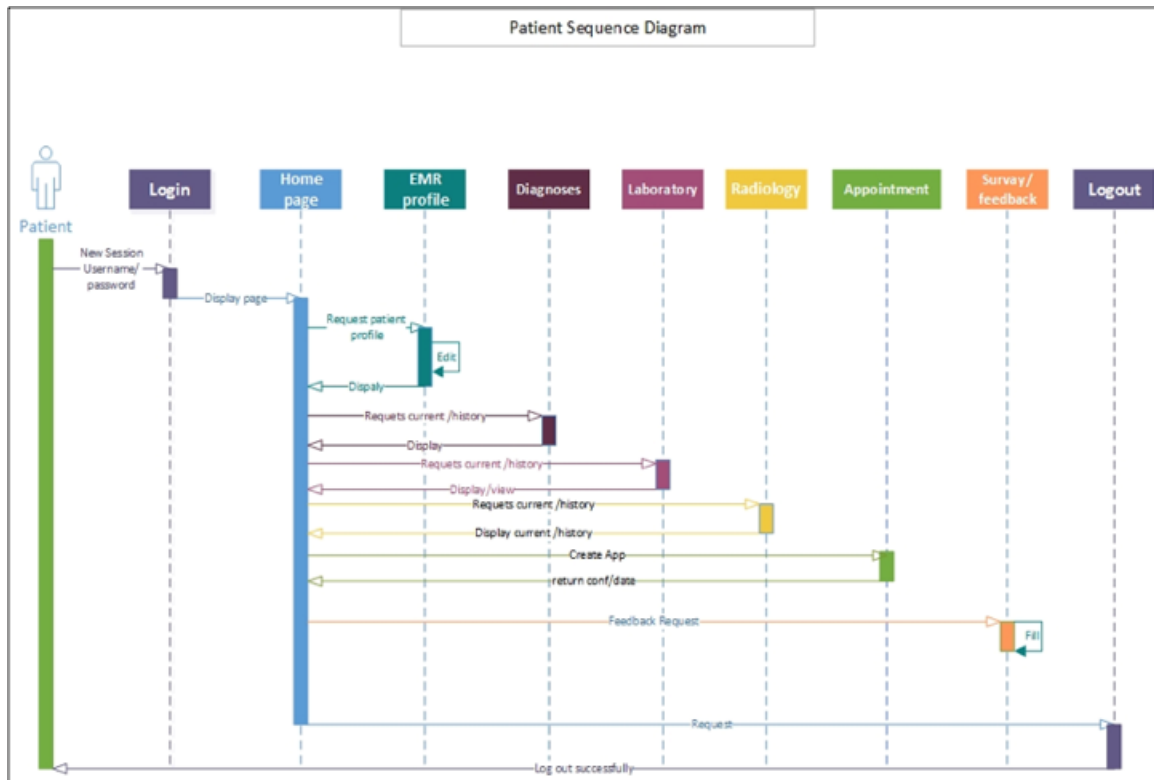 Patient Sequence Diagram
Patient
Login
Home
page
EMR
profile
Diagnoses
Laboratory
Radiology
Appointment
Survay/
feedback
Logout
New Session
Username/
password
Display page
Request patient
profile
Edit
Dispaly
Requets current /history
Display
Requets current /history
Display/view
Requets current /history
Display current /history
Create App
return conf/date
Feedback Request
Fill
Request
Log out successfully